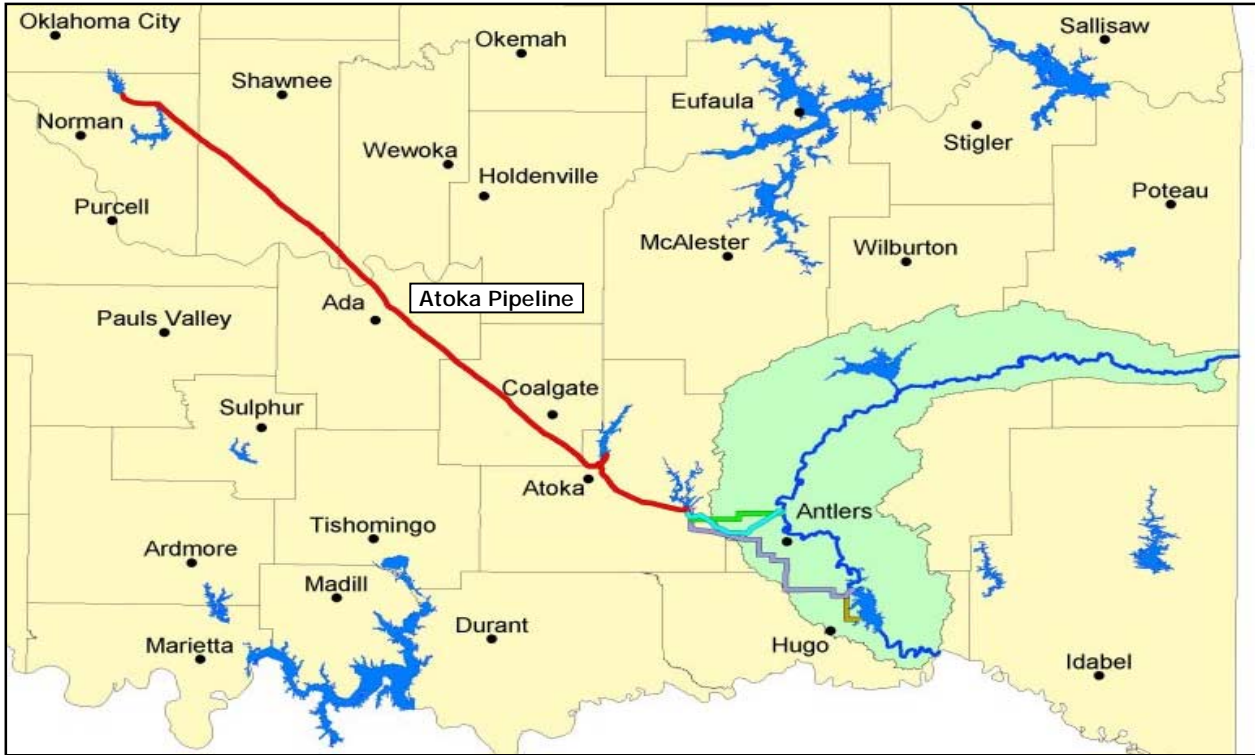 Oklahoma City
Okemah
Sallisaw
Shawnee
Eufaula
Norman
Stigler
Wewoka
Holdenville
Poteau
Purcell
McAlester
Wilburton
Atoka Pipeline
Ada
Pauls Valley
Coalgate
Sulphur
Atoka
Antlers
Tishomingo
Ardmore
Madill
Durant
Marietta
Hugo
Idabel